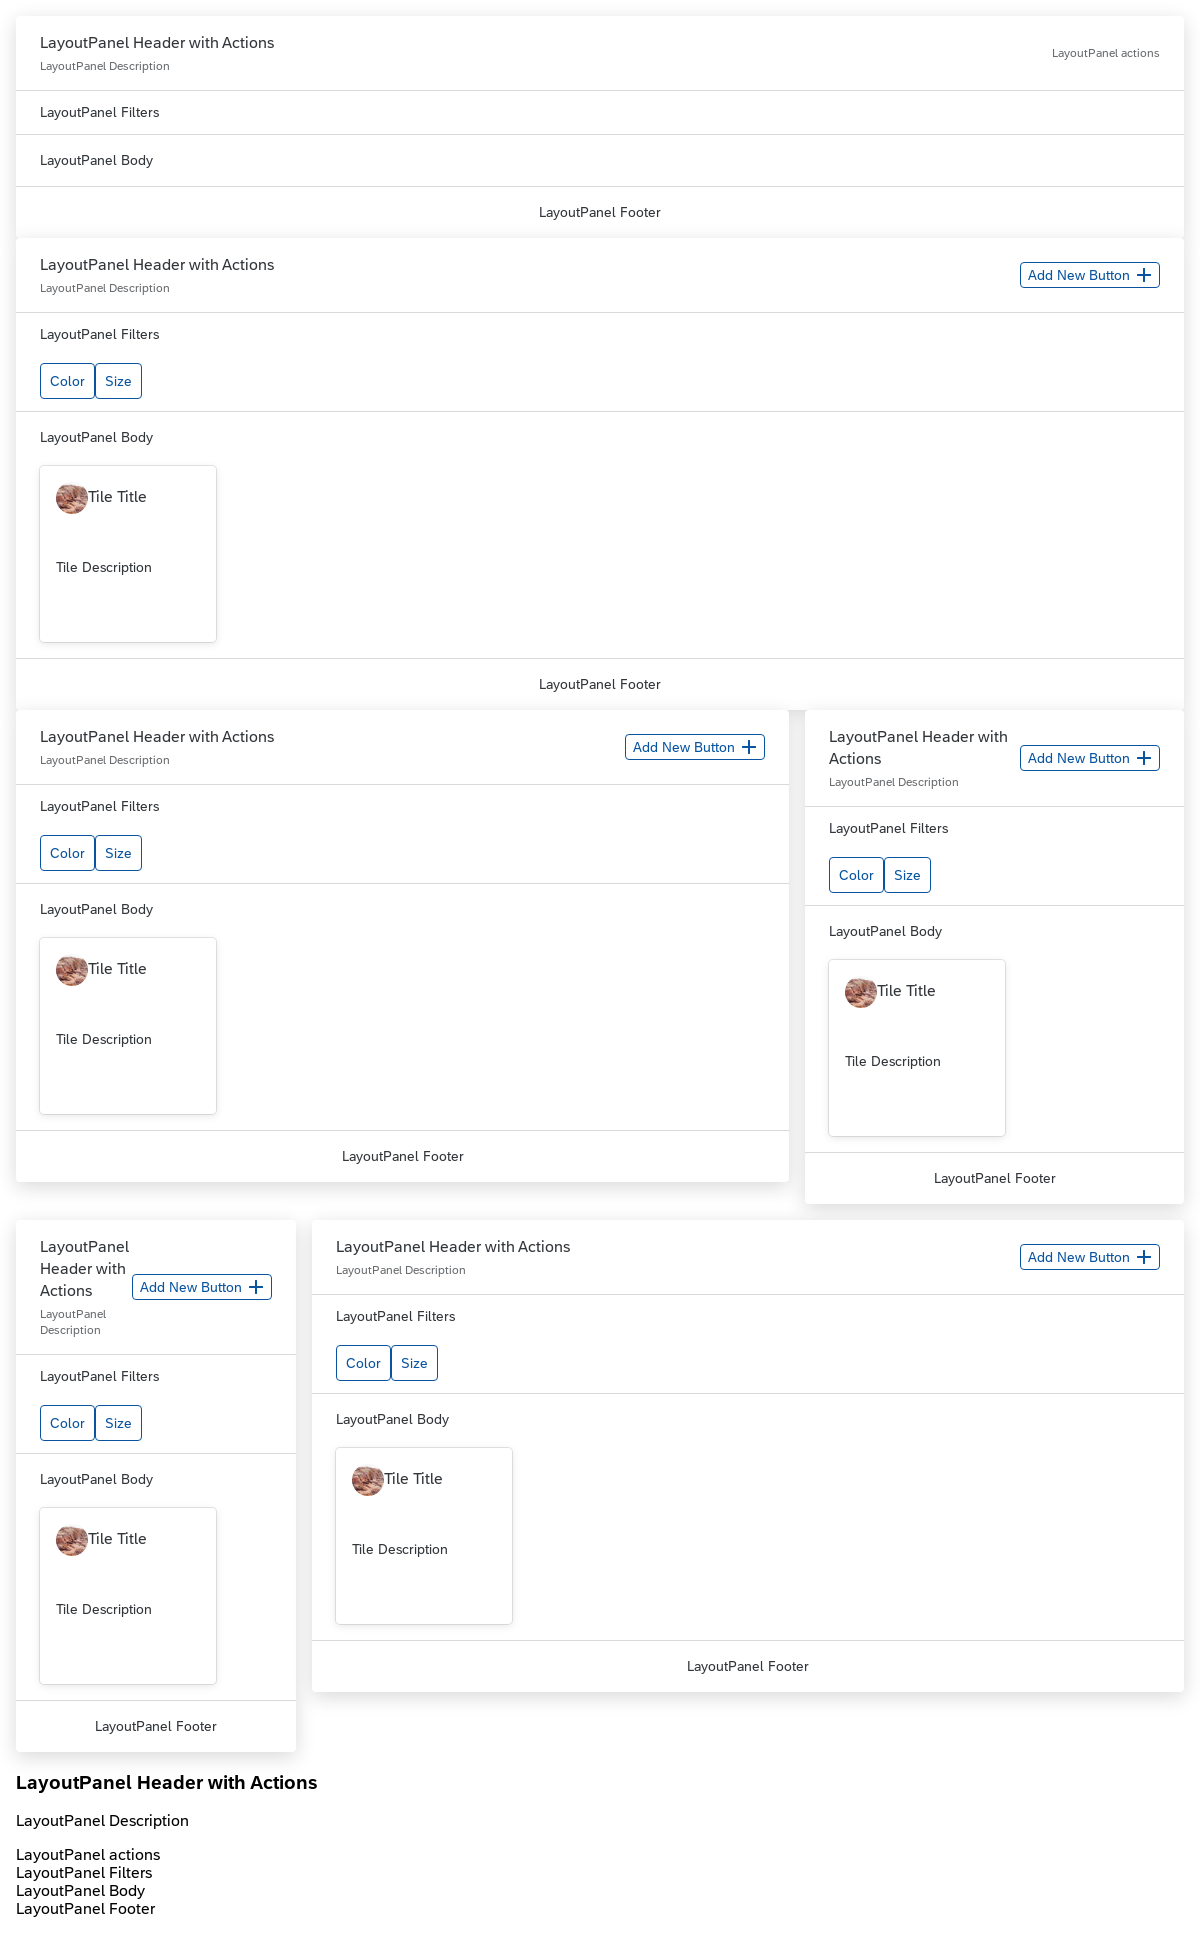 LayoutPanel Header with Actions
LayoutPanel Description
LayoutPanel actions
LayoutPanel Filters
LayoutPanel Body
LayoutPanel Footer
LayoutPanel Header with Actions
LayoutPanel Description
Add New Button
LayoutPanel Filters
Color Size
LayoutPanel Body
Tile Title
Tile Description
LayoutPanel Footer
LayoutPanel Header with Actions
LayoutPanel Description
Add New Button
LayoutPanel Filters
Color Size
LayoutPanel Body
Tile Title
Tile Description
LayoutPanel Footer
LayoutPanel Header with
Actions
LayoutPanel Description
Add New Button
LayoutPanel Filters
Color Size
LayoutPanel Body
Tile Title
Tile Description
LayoutPanel Footer
LayoutPanel
Header with
Actions
LayoutPanel
Description
Add New Button
LayoutPanel Filters
Color Size
LayoutPanel Body
Tile Title
Tile Description
LayoutPanel Footer
LayoutPanel Header with Actions
LayoutPanel Description
Add New Button
LayoutPanel Filters
Color Size
LayoutPanel Body
Tile Title
Tile Description
LayoutPanel Footer
LayoutPanel Header with Actions
LayoutPanel Description
LayoutPanel actions
LayoutPanel Filters
LayoutPanel Body
LayoutPanel Footer